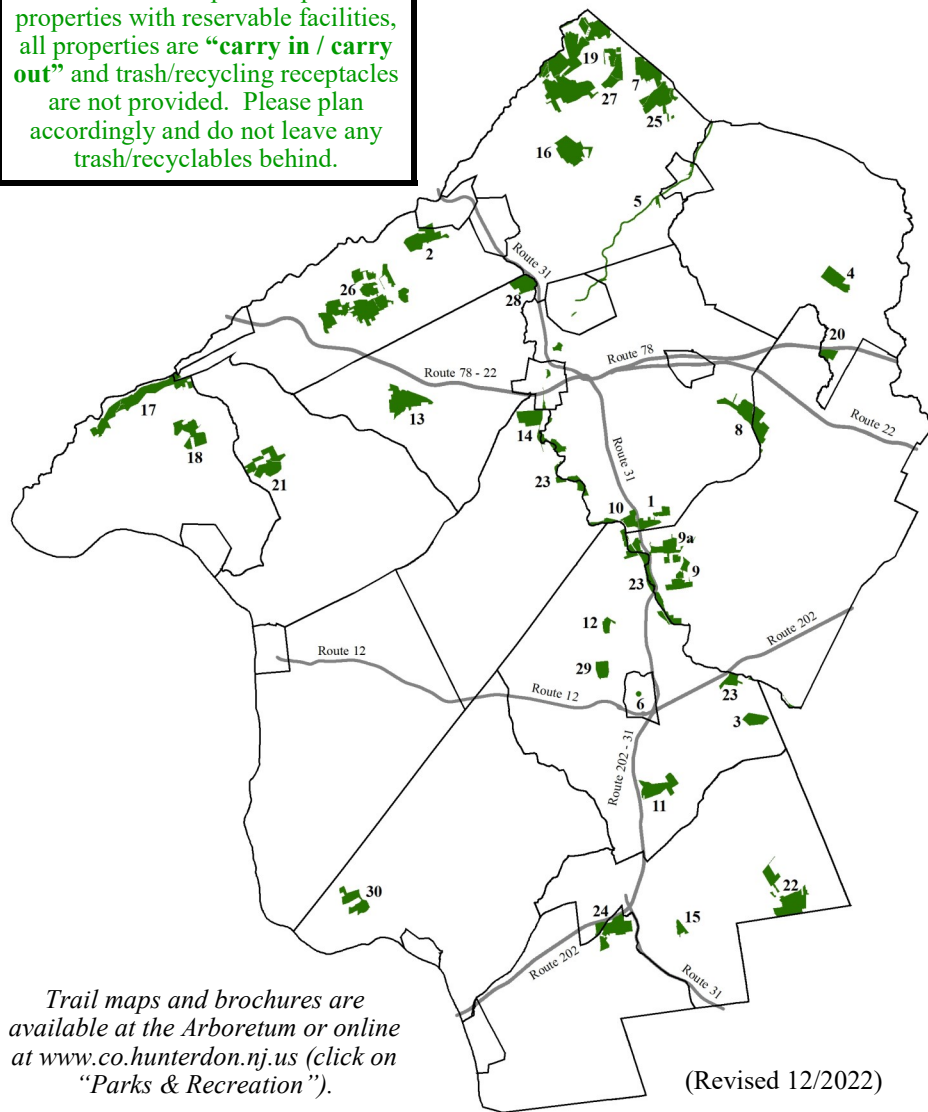 properties with reservable facilities,
all properties are “carry in / carry
out” and trash/recycling receptacles
are not provided. Please plan
accordingly and do not leave any
trash/recyclables behind.
19
27
7
25
16
5
2
Route 31
4
26
28
20
Route 78
Route 78 - 22
17
13
8
Route 22
14
18
21
Route 31
23
10
1
9a
23
9
12
Route 202
Route 12
29
Route 12
6
23
3
Route 202 - 31
11
30
22
24
15
Route 202
Route 31
Trail maps and brochures are
available at the Arboretum or online
at www.co.hunterdon.nj.us (click on
“Parks & Recreation”).
(Revised 12/2022)